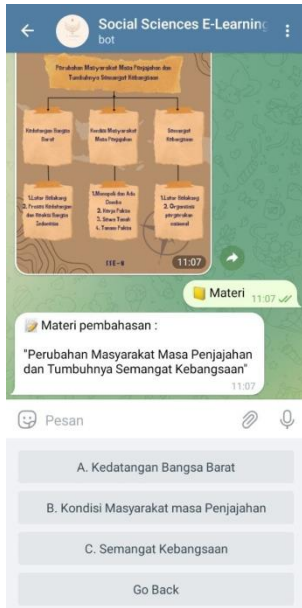 Social Sciences E-Learning
bot
Perubahan Masyarakat Masa Penjajahan dan
Tumbuhnya Semangat Kebangsaan
Kedatangan Bangsa
Barat
Kondisi Masyarakat
Masa Penjajahan
Semangat
Kebangsaan
1.Latar Belakang
2. Proses Kedatangan
dan Reaksi Bangsa
Indonesia
1.Monopoli dan Adu
Domba
2. Kerja Paksa
3. Sewa Tanah
4. Tanam Paksa
1.Latar Belakang
2. Organisasi
pergerakan
nasional
11:07
Materi 11:07
Materi pembahasan :
"Perubahan Masyarakat Masa Penjajahan
dan Tumbuhnya Semangat Kebangsaan"
11:07
Pesan
A. Kedatangan Bangsa Barat
B. Kondisi Masyarakat masa Penjajahan
C. Semangat Kebangsaan
Go Back